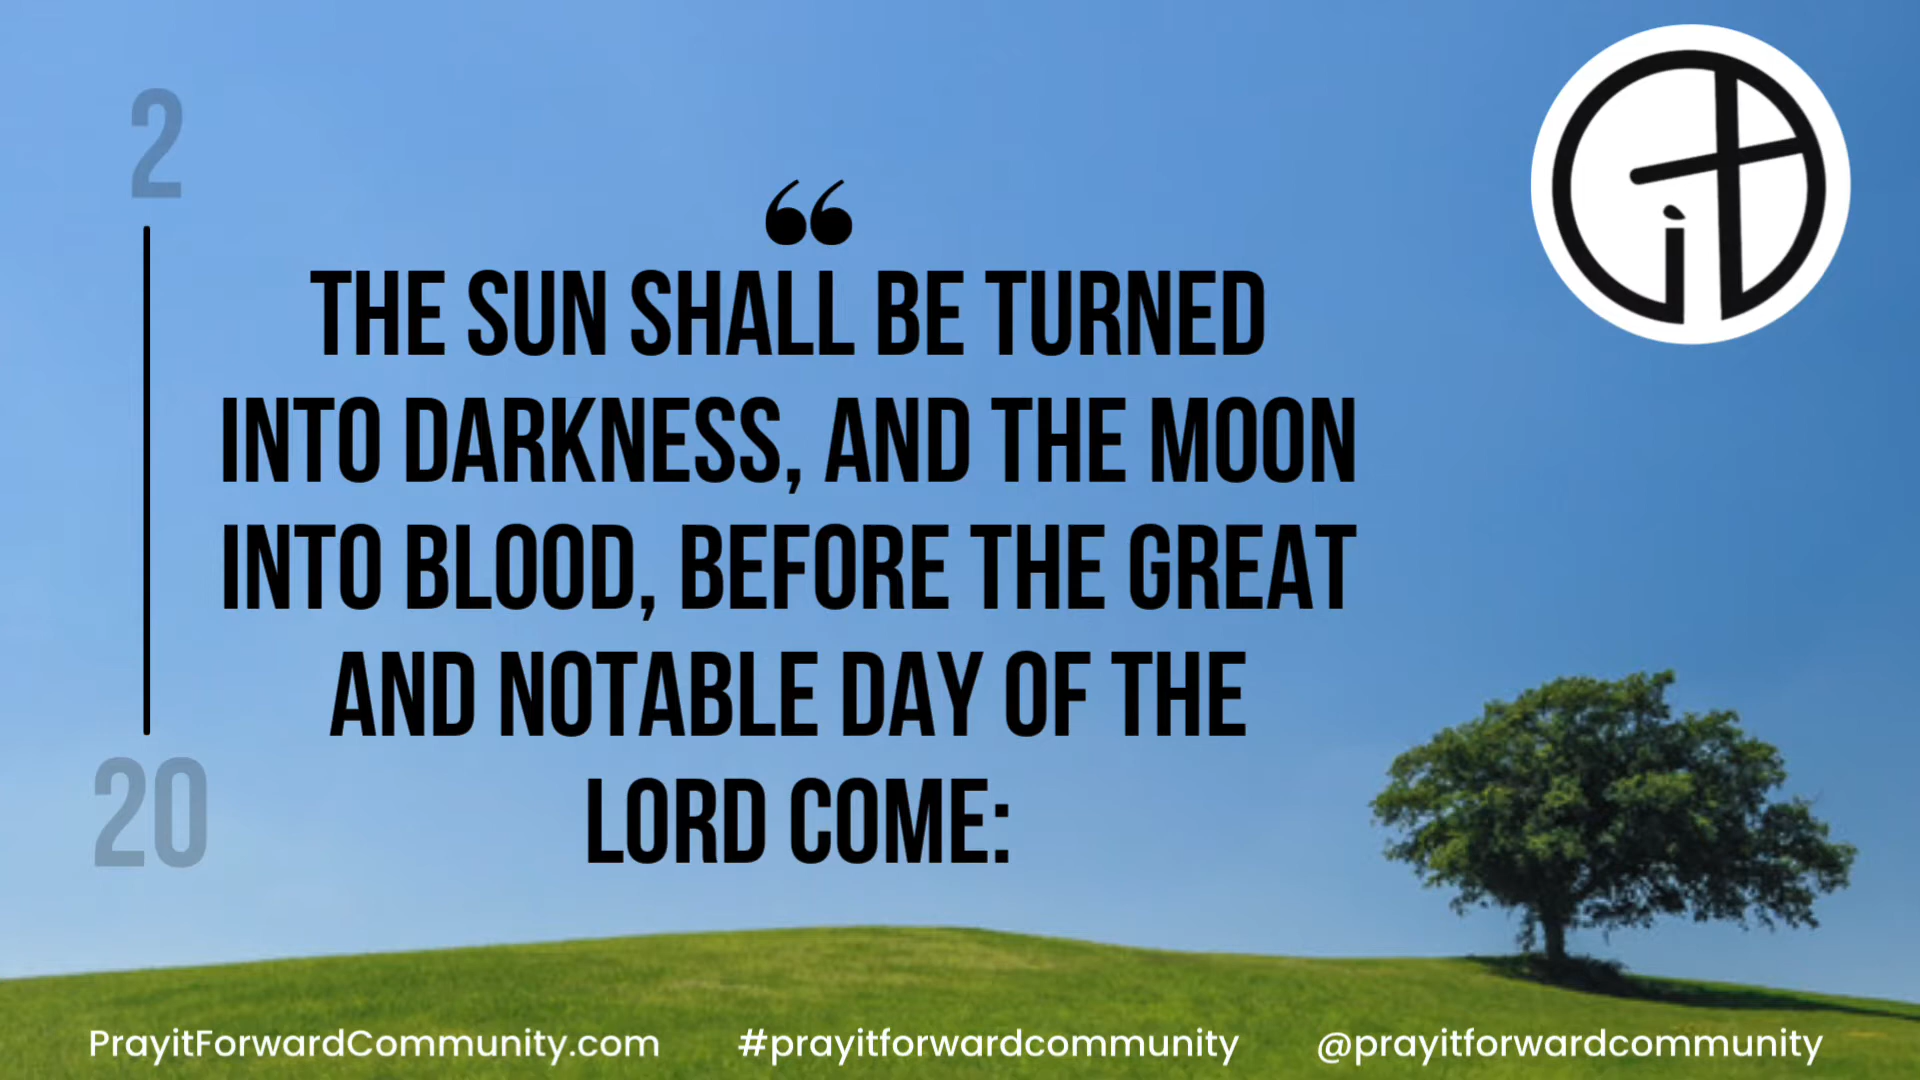 2
20
“
THE SUN SHALL BE TURNED
INTO DARKNESS, AND THE MOON
INTO BLOOD, BEFORE THE GREAT
AND NOTABLE DAY OF THE
LORD COME:
PrayitForwardCommunity.com #prayitforwardcommunity @prayitforwardcommunity